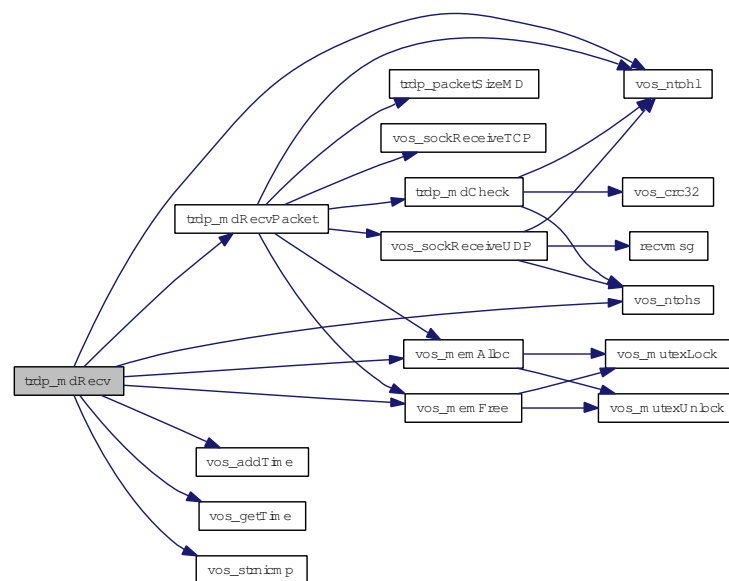 trdp_mdRecv
trdp_mdRecvPacket
vos_addTime
vos_getTime
vos_strnicmp
trdp_packetSizeMD
vos_sockReceiveTCP
trdp_mdCheck
vos_sockReceiveUDP
vos_memAlloc
vos_memFree
vos_ntohl
vos_crc32
recvmsg
vos_ntohs
vos_mutexLock
vos_mutexUnlock